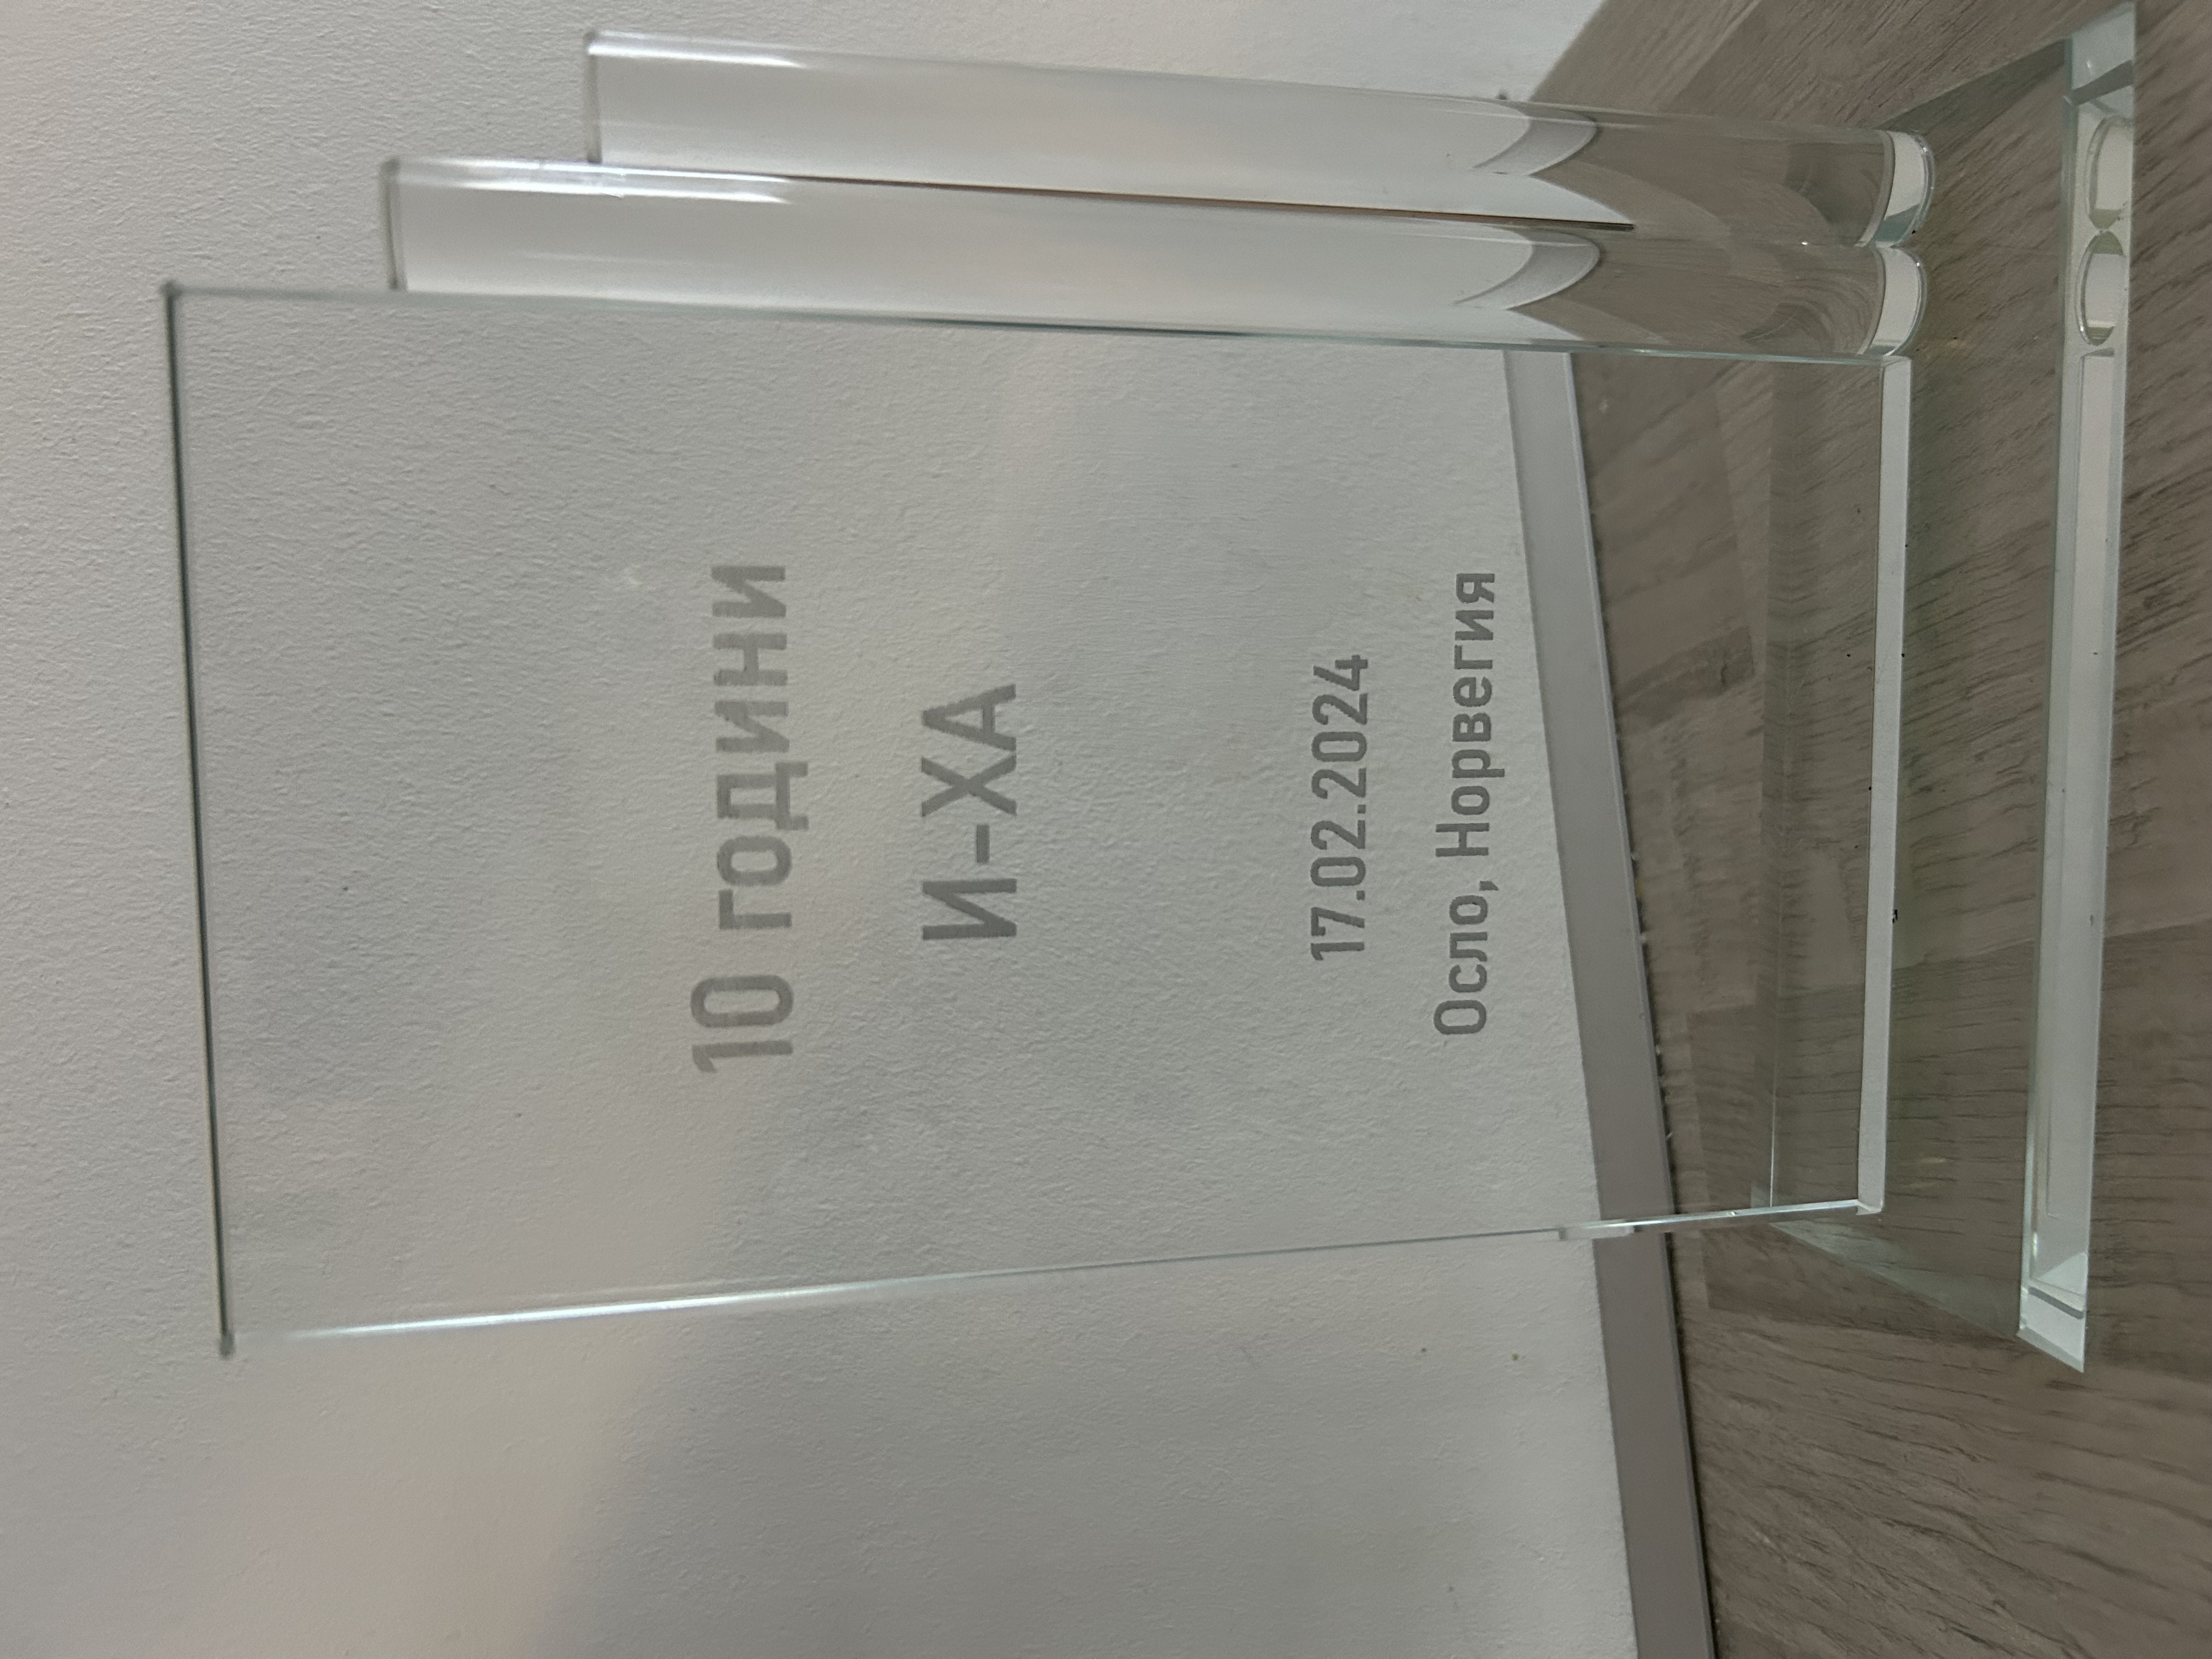 10 ГОДИНИ
И-ХА
17.02.2024
Осло, Норвегия